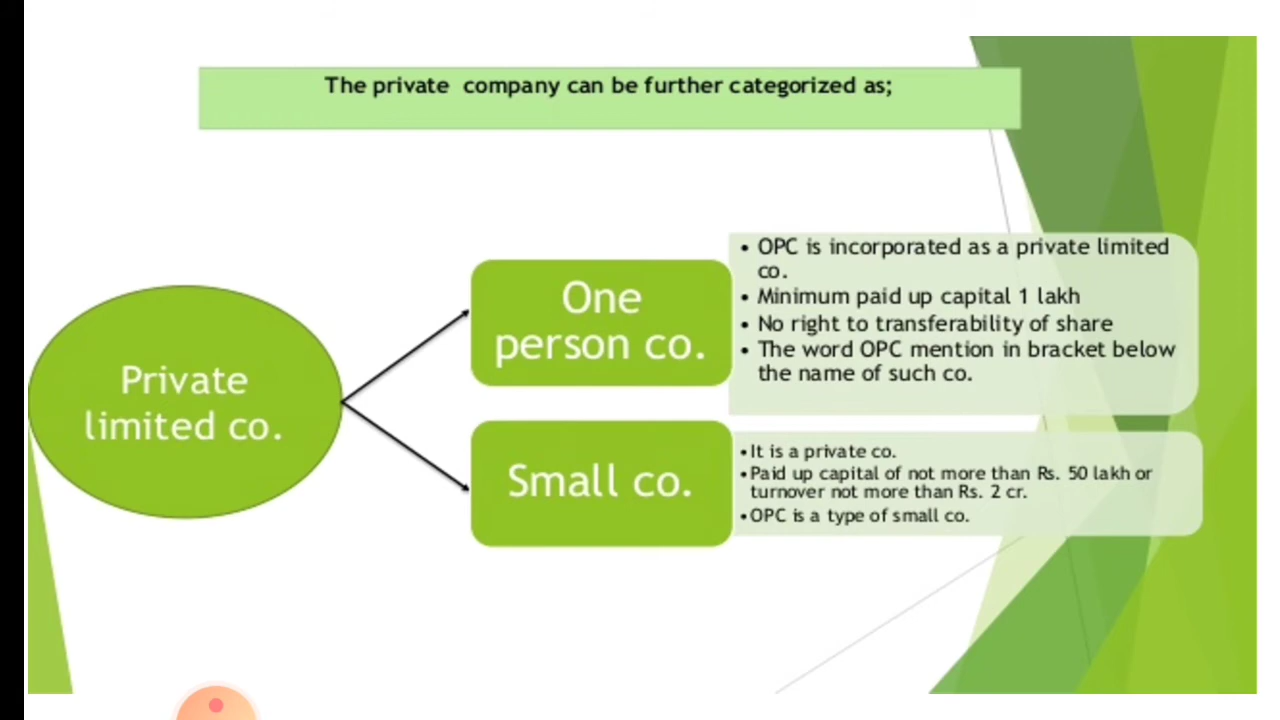 The private company can be further categorized as;
Private
limited co.
One
person co.
• OPC is incorporated as a private limited
co.
• Minimum paid up capital 1 lakh
• No right to transferability of share
• The word OPC mention in bracket below
the name of such co.
Small co.
• It is a private co.
• Paid up capital of not more than Rs. 50 lakh or
turnover not more than Rs. 2 cr.
• OPC is a type of small co.